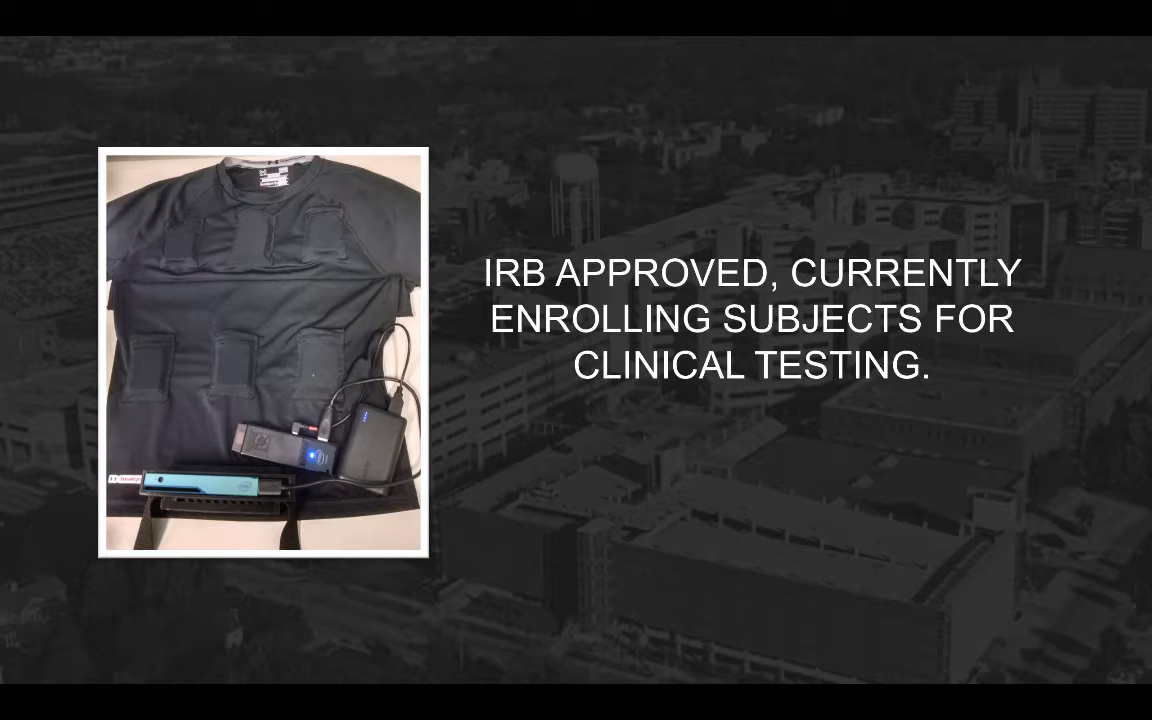 IRB APPROVED, CURRENTLY
ENROLLING SUBJECTS FOR
CLINICAL TESTING.